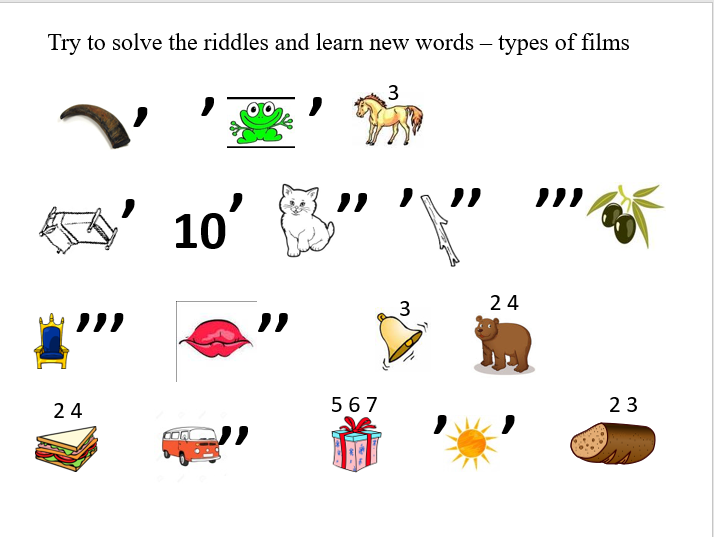 Try to solve the riddles and learn new words – types of films
, , , 3
, 10 , ,, , ,, ,,,
,,, ,, 3 2 4
2 4 ,, 5 6 7 , , 2 3